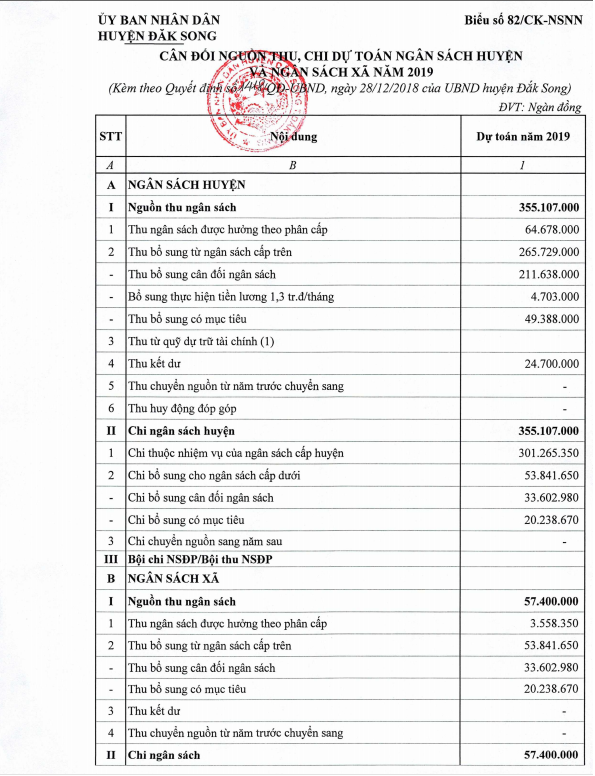 ỦY BAN NHÂN DÂN
HUYỆN ĐĂK SONG
Biểu số 82/CK-NSNN
CÂN ĐỐI NGUỒN THU, CHI DỰ TOÁN NGÂN SÁCH HUYỆN
VÀ NGÂN SÁCH XÃ NĂM 2019
(Kèm theo Quyết định số /QĐ-UBND, ngày 28/12/2018 của UBND huyện Đắk Song)
ĐVT: Ngàn đồng
STT Nội dung Dự toán năm 2019
A B 1
A NGÂN SÁCH HUYỆN
I Nguồn thu ngân sách 355.107.000
1 Thu ngân sách được hưởng theo phân cấp 64.678.000
2 Thu bổ sung từ ngân sách cấp trên 265.729.000
- Thu bổ sung cân đối ngân sách 211.638.000
- Bổ sung thực hiện tiền lương 1,3 tr.đ/tháng 4.703.000
- Thu bổ sung có mục tiêu 49.388.000
3 Thu từ quỹ dự trữ tài chính (1)
4 Thu kết dư 24.700.000
5 Thu chuyển nguồn từ năm trước chuyển sang -
6 Thu huy động đóp góp -
II Chi ngân sách huyện 355.107.000
1 Chi thuộc nhiệm vụ của ngân sách cấp huyện 301.265.350
2 Chi bổ sung cho ngân sách cấp dưới 53.841.650
- Chi bổ sung cân đối ngân sách 33.602.980
- Chi bổ sung có mục tiêu 20.238.670
3 Chi chuyển nguồn sang năm sau -
III Bội chi NSĐP/Bội thu NSĐP
B NGÂN SÁCH XÃ
I Nguồn thu ngân sách 57.400.000
1 Thu ngân sách được hưởng theo phân cấp 3.558.350
2 Thu bổ sung từ ngân sách cấp trên 53.841.650
- Thu bổ sung cân đối ngân sách 33.602.980
- Thu bổ sung có mục tiêu 20.238.670
3 Thu kết dư -
4 Thu chuyển nguồn từ năm trước chuyển sang -
II Chi ngân sách 57.400.000